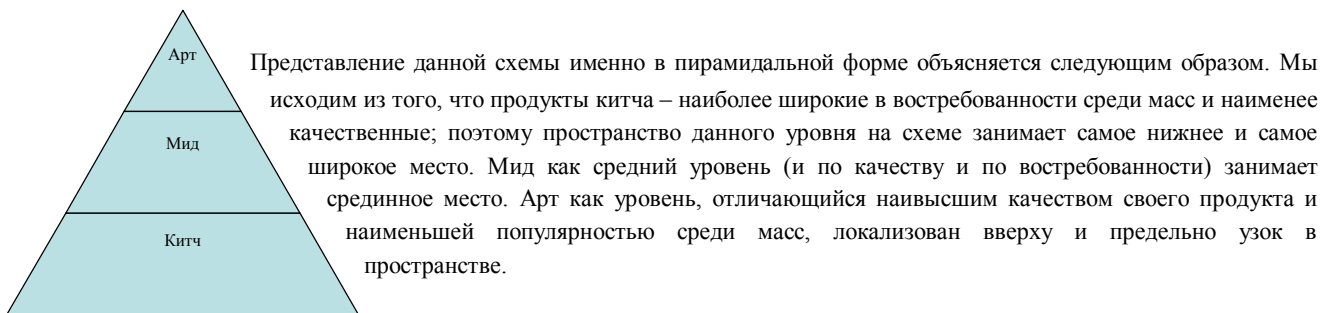 Арт
Мид
Китч
Представление данной схемы именно в пирамидальной форме объясняется следующим образом. Мы
исходим из того, что продукты китча – наиболее широкие в востребованности среди масс и наименее
качественные; поэтому пространство данного уровня на схеме занимает самое нижнее и самое
широкое место. Мид как средний уровень (и по качеству и по востребованности) занимает
срединное место. Арт как уровень, отличающийся наивысшим качеством своего продукта и
наименьшей популярностью среди масс, локализован вверху и предельно узок в
пространстве.